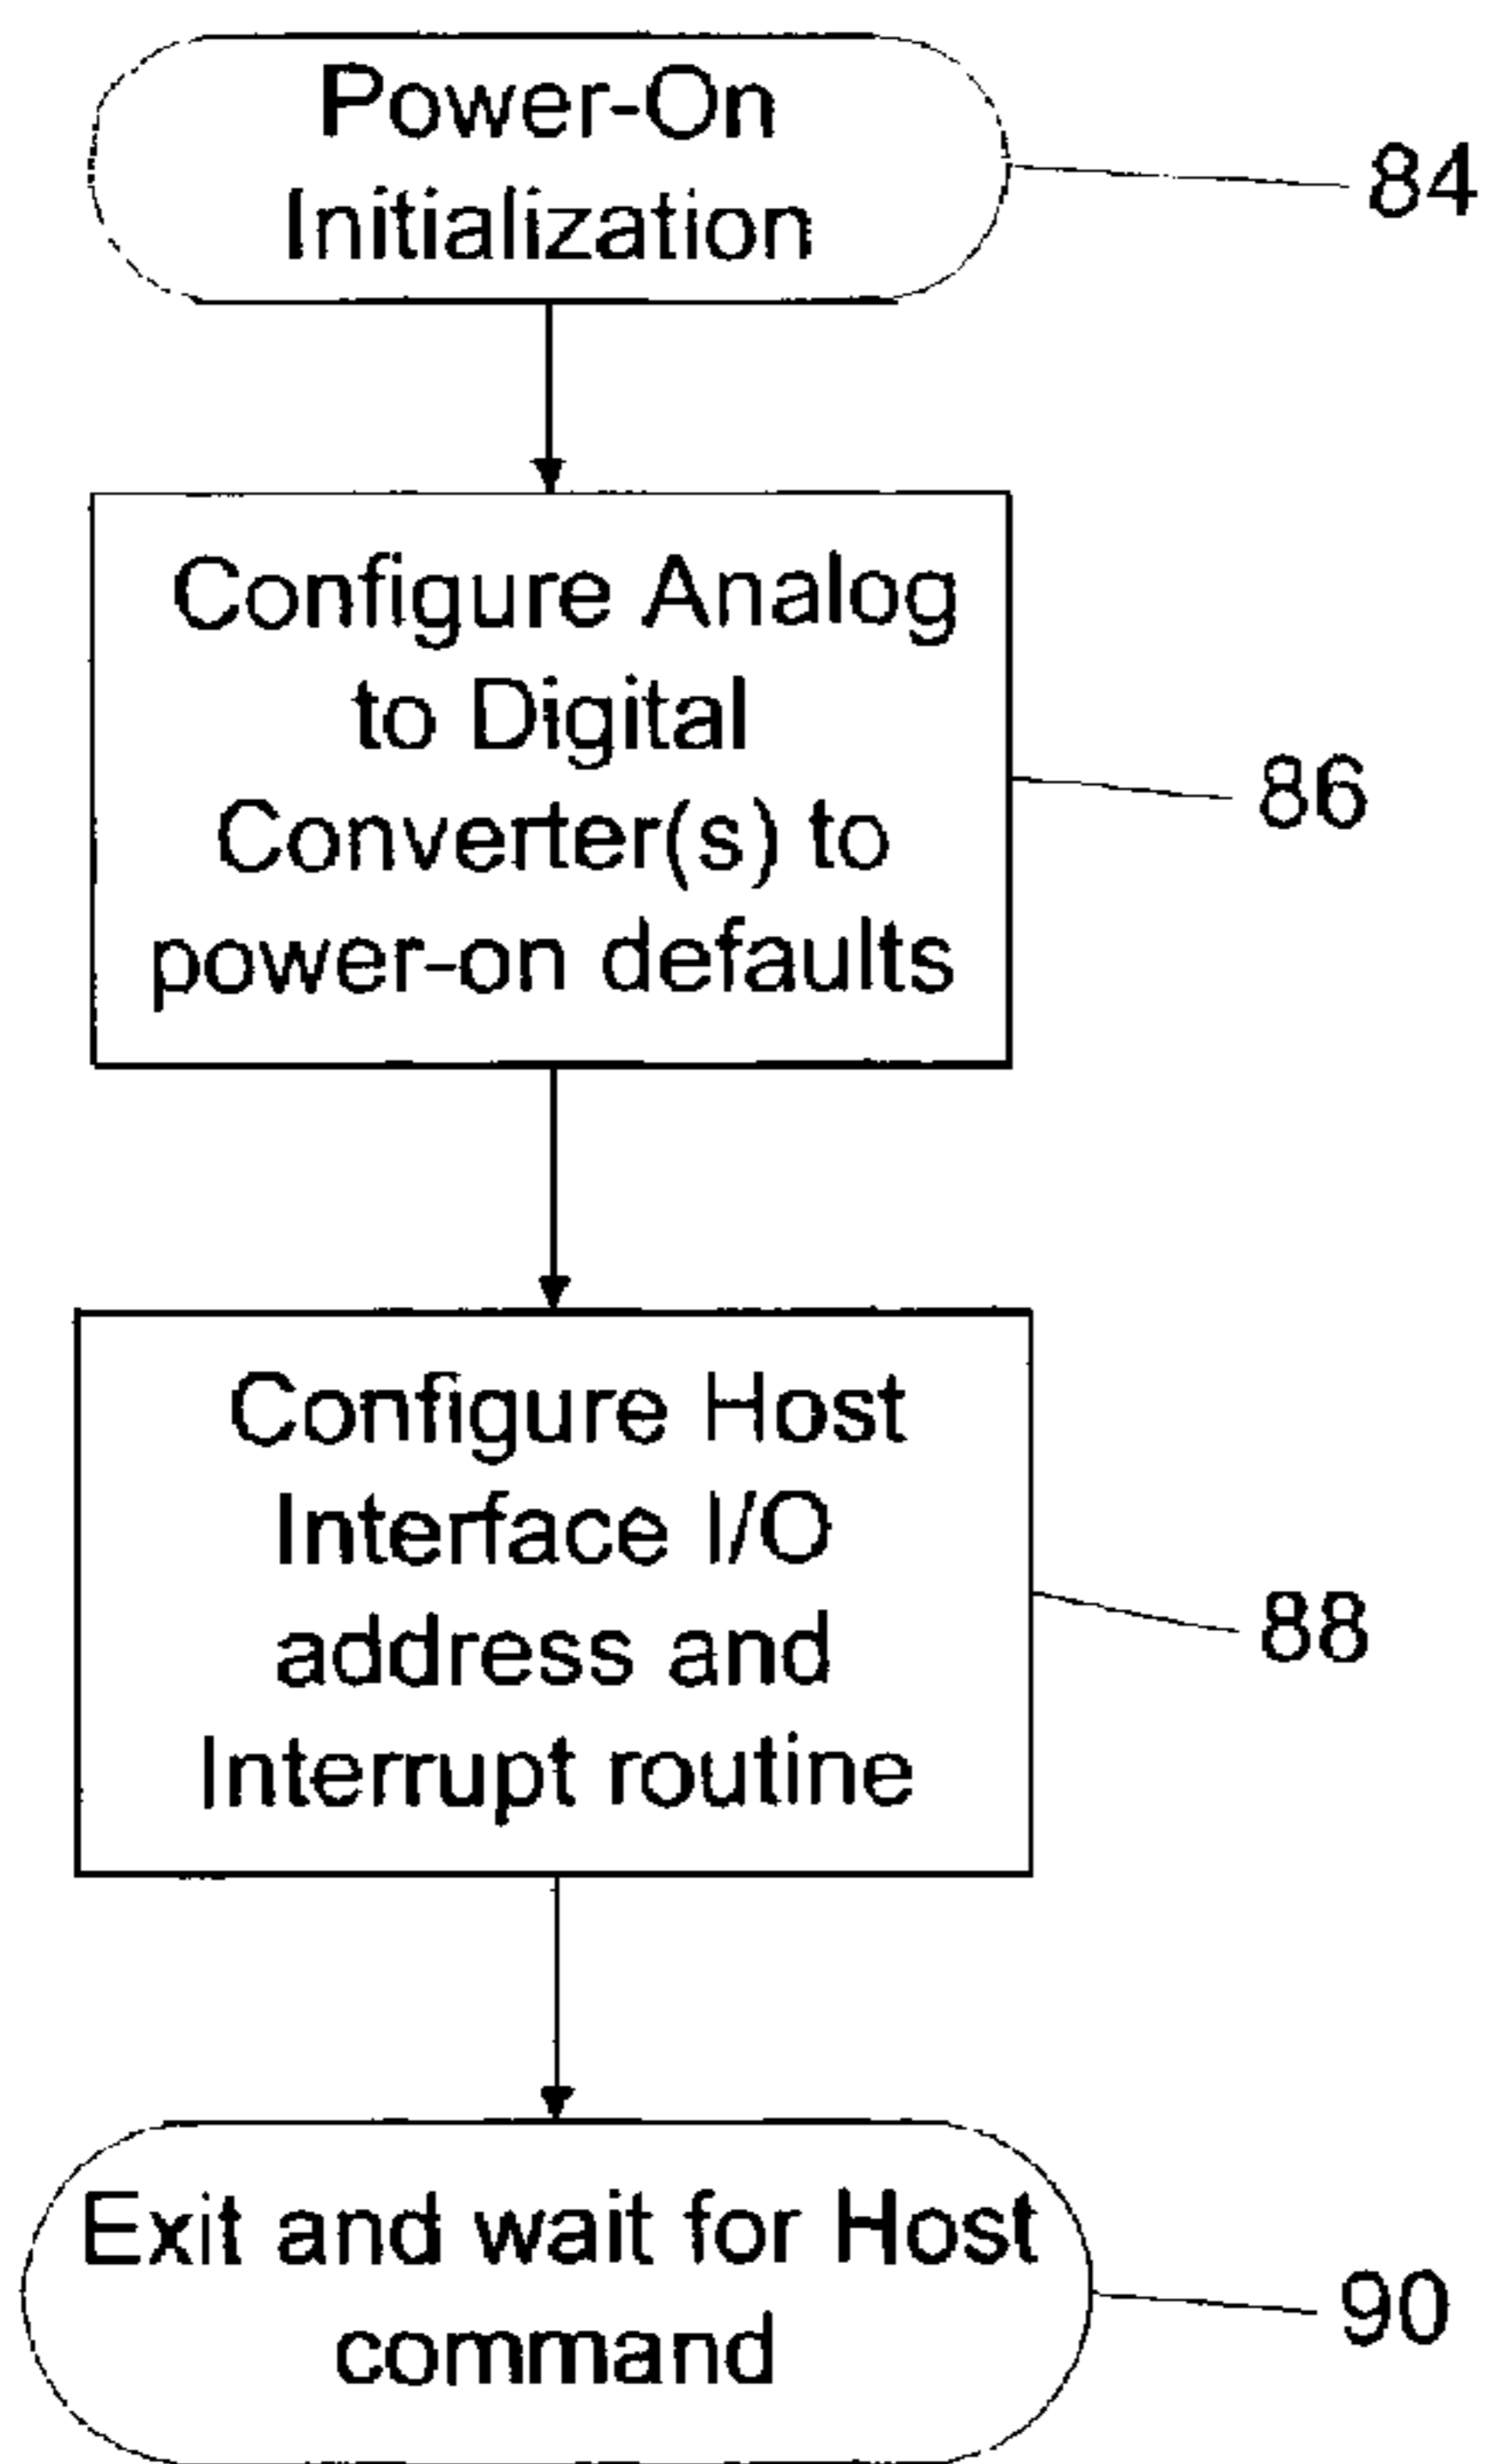 Power-On
Initialization
84
Configure Analog
to Digital
Converter(s) to
power-on defaults
86
Configure Host
Interface I/O
address and
Interrupt routine
88
Exit and wait for Host
command
90